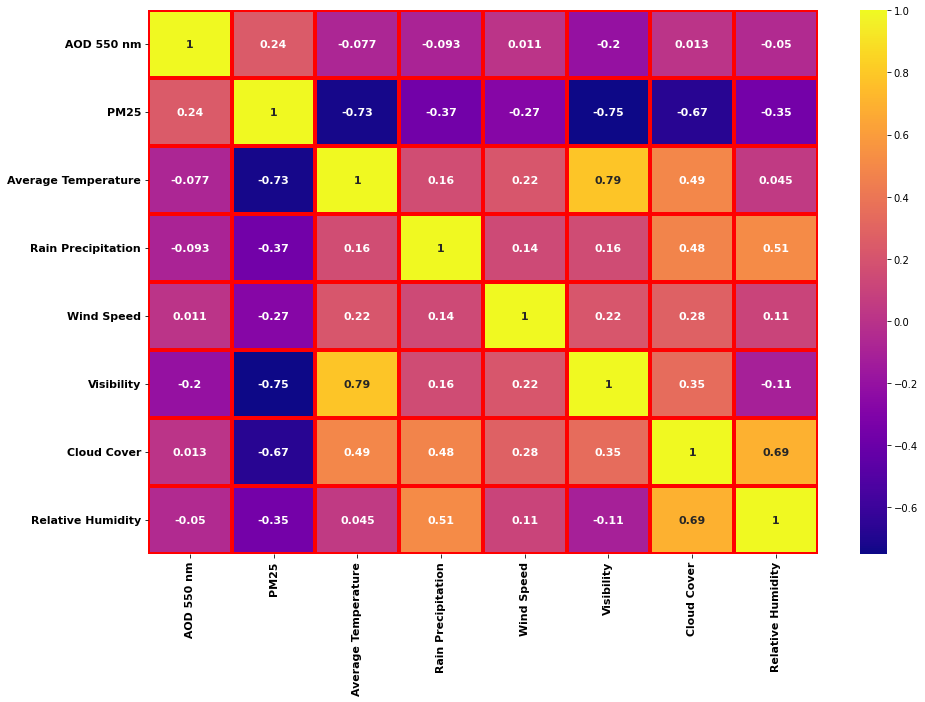 AOD 550 nm 1 0.24 -0.077 -0.093 0.011 -0.2 0.013 -0.05
PM25 0.24 1 -0.73 -0.37 -0.27 -0.75 -0.67 -0.35
Average Temperature -0.077 -0.73 1 0.16 0.22 0.79 0.49 0.045
Rain Precipitation -0.093 -0.37 0.16 1 0.14 0.16 0.48 0.51
Wind Speed 0.011 -0.27 0.22 0.14 1 0.22 0.28 0.11
Visibility -0.2 -0.75 0.79 0.16 0.22 1 0.35 -0.11
Cloud Cover 0.013 -0.67 0.49 0.48 0.28 0.35 1 0.69
Relative Humidity -0.05 -0.35 0.045 0.51 0.11 -0.11 0.69 1
AOD 550 nm
PM25
Average Temperature
Rain Precipitation
Wind Speed
Visibility
Cloud Cover
Relative Humidity
1.0
0.8
0.6
0.4
0.2
0.0
−0.2
−0.4
−0.6